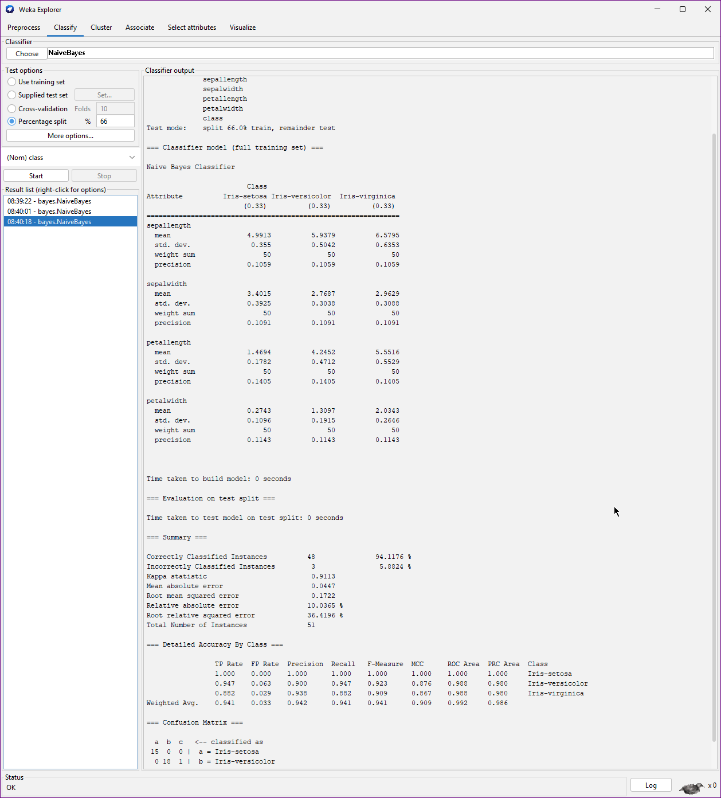 Weka Explorer
Preprocess Classify Cluster Associate Select attributes Visualize
Classifier
Choose NaiveBayes
Test options
Use training set
Supplied test set Set...
Cross-validation Folds 10
Percentage split % 66
More options...
(Nom) class
Start Stop
Result list (right-click for options)
08:39:22 - bayes.NaiveBayes
08:40:01 - bayes.NaiveBayes
08:40:18 - bayes.NaiveBayes
Classifier output
sepallength
sepalwidth
petallength
petalwidth
class
Test mode: split 66.0% train, remainder test
=== Classifier model (full training set) ===
Naive Bayes Classifier
Class
Attribute Iris-setosa Iris-versicolor Iris-virginica
(0.33) (0.33) (0.33)
===============================================================
sepallength
mean 4.9913 5.9379 6.5795
std. dev. 0.355 0.5042 0.6353
weight sum 50 50 50
precision 0.1059 0.1059 0.1059
sepalwidth
mean 3.4015 2.7687 2.9629
std. dev. 0.3925 0.3038 0.3088
weight sum 50 50 50
precision 0.1091 0.1091 0.1091
petallength
mean 1.4694 4.2452 5.5516
std. dev. 0.1782 0.4712 0.5529
weight sum 50 50 50
precision 0.1405 0.1405 0.1405
petalwidth
mean 0.2743 1.3097 2.0343
std. dev. 0.1096 0.1915 0.2646
weight sum 50 50 50
precision 0.1143 0.1143 0.1143
Time taken to build model: 0 seconds
=== Evaluation on test split ===
Time taken to test model on test split: 0 seconds
=== Summary ===
Correctly Classified Instances 48 94.1176 %
Incorrectly Classified Instances 3 5.8824 %
Kappa statistic 0.9113
Mean absolute error 0.0447
Root mean squared error 0.1722
Relative absolute error 10.0365 %
Root relative squared error 36.4196 %
Total Number of Instances 51
=== Detailed Accuracy By Class ===
TP Rate FP Rate Precision Recall F-Measure MCC ROC Area PRC Area Class
1.000 0.000 1.000 1.000 1.000 1.000 1.000 1.000 Iris-setosa
0.947 0.063 0.900 0.947 0.923 0.876 0.988 0.980 Iris-versicolor
0.882 0.029 0.938 0.882 0.909 0.867 0.988 0.980 Iris-virginica
Weighted Avg. 0.941 0.033 0.942 0.941 0.941 0.909 0.992 0.986
=== Confusion Matrix ===
a b c <-- classified as
15 0 0 | a = Iris-setosa
0 18 1 | b = Iris-versicolor
Status
OK
Log
x 0